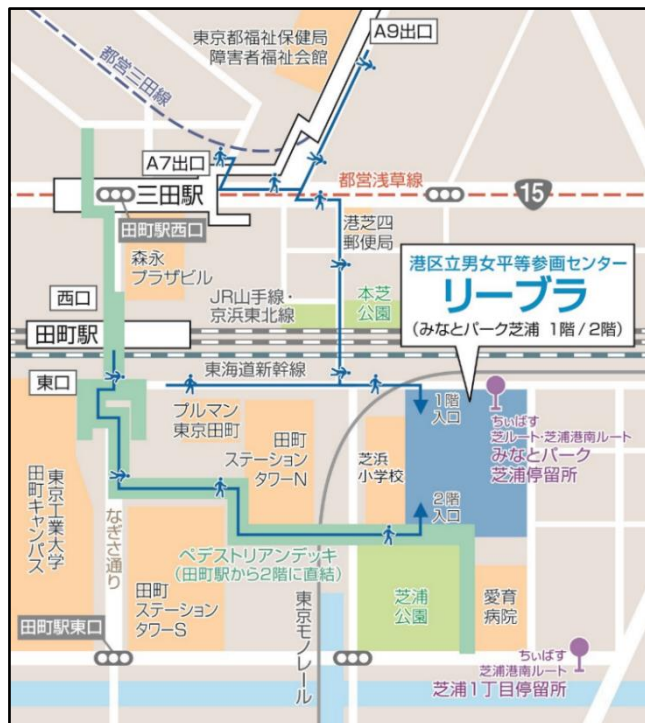 A9出口
東京都福祉保健局
障害者福祉会館
都営三田線
A7出口
三田駅
都営浅草線
15
田町駅西口
港芝四
郵便局
森永
プラザビル
港区立男女平等参画センター
リーブラ
(みなとパーク芝浦 1階/2階)
西口
JR山手線・
京浜東北線
本芝
公園
田町駅
東海道新幹線
東口
プルマン
東京田町
田町
ステーション
タワーN
芝浜
小学校
1階
入口
ちぃばす
芝ルート・芝浦港南ルート
みなとパーク
芝浦停留所
2階
入口
東京工業大学
田町キャンパス
なぎさ通り
ペデストリアンデッキ
(田町駅から2階に直結)
田町
ステーション
タワーS
東京モノレール
芝浦
公園
愛育
病院
田町駅東口
ちぃばす
芝浦港南ルート
芝浦1丁目停留所